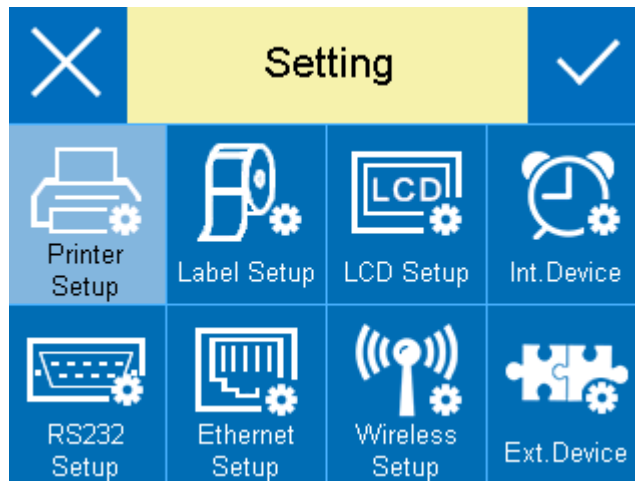 Setting
LCD
Printer
Setup
Label Setup
LCD Setup
Int.Device
RS232
Setup
Ethernet
Setup
Wireless
Setup
Ext.Device